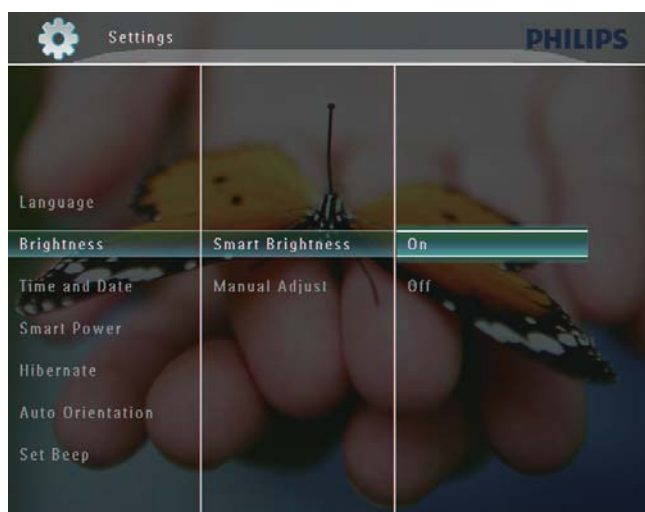 Settings
PHILIPS
Language
Brightness Smart Brightness On
Time and Date Manual Adjust Off
Smart Power
Hibernate
Auto Orientation
Set Beep